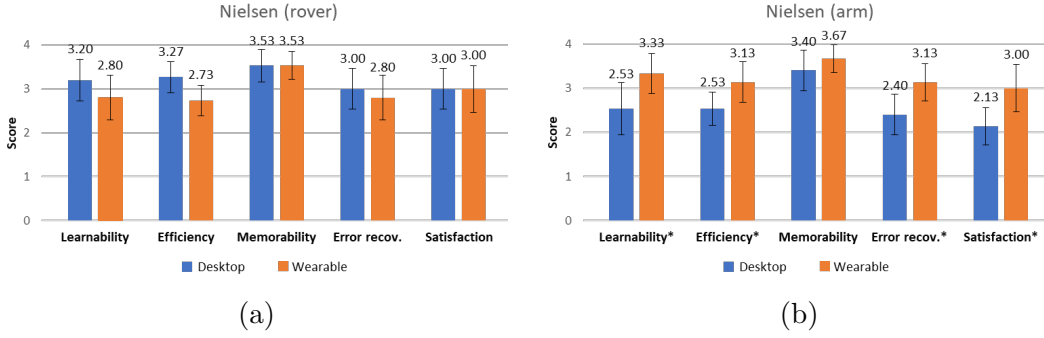 Nielsen (rover)
4
3
2
1
0
Score
3.20
2.80
3.27
2.73
3.53
3.53
3.00
2.80
3.00
3.00
Learnability
Efficiency
Memorability
Error recov.
Satisfaction
Desktop
Wearable
(a)
Nielsen (arm)
4
3
2
1
0
Score
2.53
3.33
2.53
3.13
3.40
3.67
2.40
3.13
2.13
3.00
Learnability*
Efficiency*
Memorability
Error recov.*
Satisfaction*
Desktop
Wearable
(b)